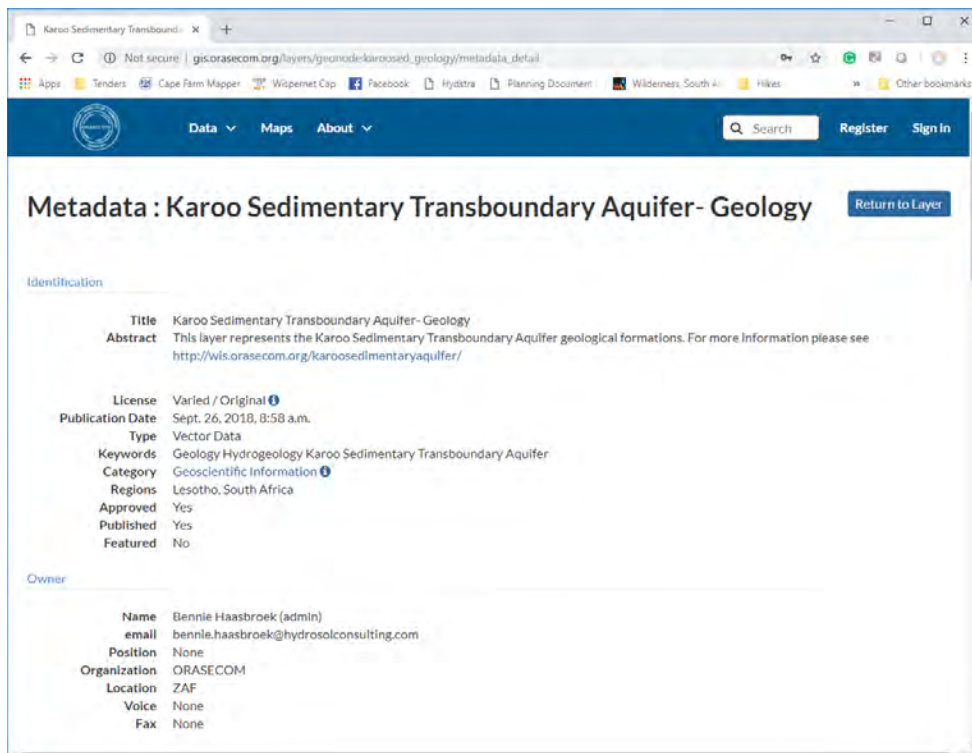 Karoo Sedimentary Transbound
Not secure | gis.orasecom.org/layers/geonode:karoosed_geology/metadata_detail
Apps Tenders Cape Farm Mapper Wispernet Cap Facebook Hydstra Planning Document Wilderness, South A Hikes » Other bookmarks
Data Maps About Search Register Sign in
Metadata : Karoo Sedimentary Transboundary Aquifer- Geology Return to Layer
Identification
Title Karoo Sedimentary Transboundary Aquifer- Geology
Abstract This layer represents the Karoo Sedimentary Transboundary Aquifer geological formations. For more information please see
http://wis.orasecom.org/karoosedimentaryaquifer/
License Varied / Original
Publication Date Sept. 26, 2018, 8:58 a.m.
Type Vector Data
Keywords Geology Hydrogeology Karoo Sedimentary Transboundary Aquifer
Category Geoscientific Information
Regions Lesotho, South Africa
Approved Yes
Published Yes
Featured No
Owner
Name Bennie Haasbroek (admin)
email bennie.haasbroek@hydrosolconsulting.com
Position None
Organization ORASECOM
Location ZAF
Voice None
Fax None